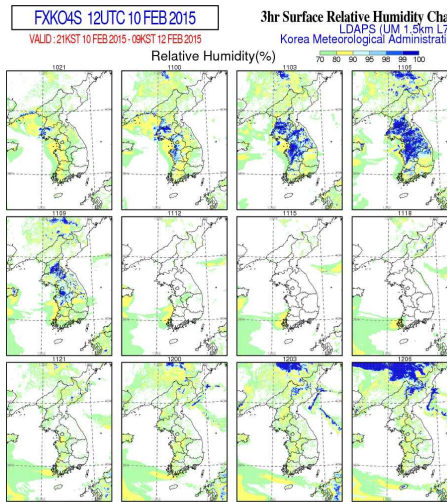 FXKO4S 12UTC 10 FEB 2015
VALID : 21KST 10 FEB 2015 - 09KST 12 FEB 2015
3hr Surface Relative Humidity Cha
LDAPS (UM 1.5km L7
Korea Meteorological Administrati
Relative Humidity(%)
70 80 90 95 98 100
1021 1100 1103 1106
1109 1112 1115 1118
1121 1200 1203 1206